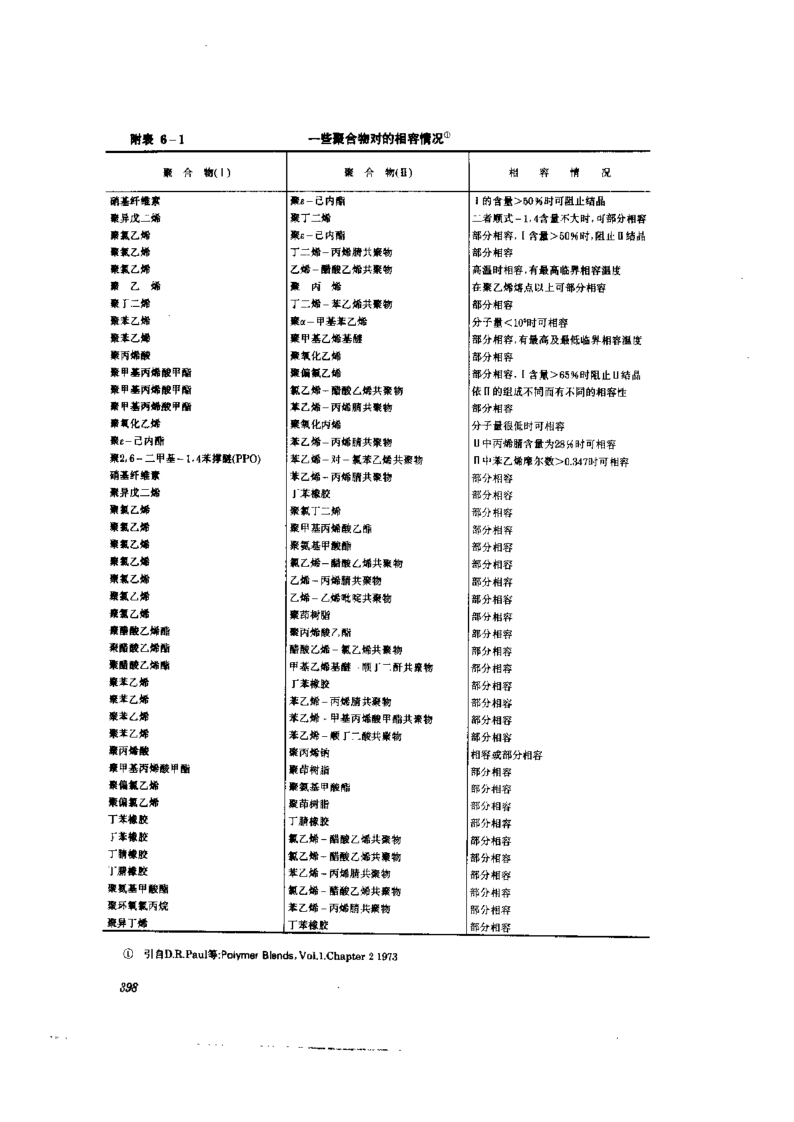 附表 6-1 一些聚合物对的相容情况①
聚合物(Ⅰ) 聚合物(Ⅱ) 相容情况
硝基纤维素 聚ε-己内酯 Ⅰ的含量>50%时可阻止结晶
聚异戊二烯 聚丁二烯 二者顺式-1,4含量不大时,可部分相容
聚氯乙烯 聚ε-己内酯 部分相容,Ⅰ含量>50%时,阻止Ⅱ结晶
聚氯乙烯 丁二烯-丙烯腈共聚物 部分相容
聚氯乙烯 乙烯-醋酸乙烯共聚物 高温时相容,有最高临界相容温度
聚乙烯 聚丙烯 在聚乙烯熔点以上可部分相容
聚丁二烯 丁二烯-苯乙烯共聚物 部分相容
聚苯乙烯 聚α-甲基苯乙烯 分子量<10⁵时可相容
聚苯乙烯 聚甲基乙烯基醚 部分相容,有最高及最低临界相容温度
聚丙烯酸 聚氧化乙烯 部分相容
聚甲基丙烯酸甲酯 聚偏氟乙烯 部分相容,Ⅰ含量>65%时阻止Ⅱ结晶
聚甲基丙烯酸甲酯 氯乙烯-醋酸乙烯共聚物 依Ⅱ的组成不同而有不同的相容性
聚甲基丙烯酸甲酯 苯乙烯-丙烯腈共聚物 部分相容
聚氧化乙烯 聚氧化丙烯 分子量很低时可相容
聚ε-己内酯 苯乙烯-丙烯腈共聚物 Ⅱ中丙烯腈含量为28%时可相容
聚2,6-二甲基-1,4苯撑醚(PPO) 苯乙烯-对-氯苯乙烯共聚物 Ⅱ中苯乙烯摩尔数>0.347时可相容
硝基纤维素 苯乙烯-丙烯腈共聚物 部分相容
聚异戊二烯 丁苯橡胶 部分相容
聚氯乙烯 聚氯丁二烯 部分相容
聚氯乙烯 聚甲基丙烯酸乙酯 部分相容
聚氯乙烯 聚氨基甲酸酯 部分相容
聚氯乙烯 氯乙烯-醋酸乙烯共聚物 部分相容
聚氯乙烯 乙烯-丙烯腈共聚物 部分相容
聚氯乙烯 乙烯-乙烯吡啶共聚物 部分相容
聚氯乙烯 聚茚树脂 部分相容
聚醋酸乙烯酯 聚丙烯酸乙酯 部分相容
聚醋酸乙烯酯 醋酸乙烯-氯乙烯共聚物 部分相容
聚醋酸乙烯酯 甲基乙烯基醚-顺丁二酐共聚物 部分相容
聚苯乙烯 丁苯橡胶 部分相容
聚苯乙烯 苯乙烯-丙烯腈共聚物 部分相容
聚苯乙烯 苯乙烯-甲基丙烯酸甲酯共聚物 部分相容
聚苯乙烯 苯乙烯-顺丁二酸共聚物 部分相容
聚丙烯酸 聚丙烯钠 相容或部分相容
聚甲基丙烯酸甲酯 聚茚树脂 部分相容
聚偏氯乙烯 聚氨基甲酸酯 部分相容
聚偏氯乙烯 聚茚树脂 部分相容
丁苯橡胶 丁腈橡胶 部分相容
丁苯橡胶 氯乙烯-醋酸乙烯共聚物 部分相容
丁腈橡胶 氯乙烯-醋酸乙烯共聚物 部分相容
丁腈橡胶 苯乙烯-丙烯腈共聚物 部分相容
聚氨基甲酸酯 氯乙烯-醋酸乙烯共聚物 部分相容
聚环氧氯丙烷 苯乙烯-丙烯腈共聚物 部分相容
聚异丁烯 丁苯橡胶 部分相容
① 引自D.R.Paul等:Polymer Blends,Vol.1.Chapter 2 1973
398